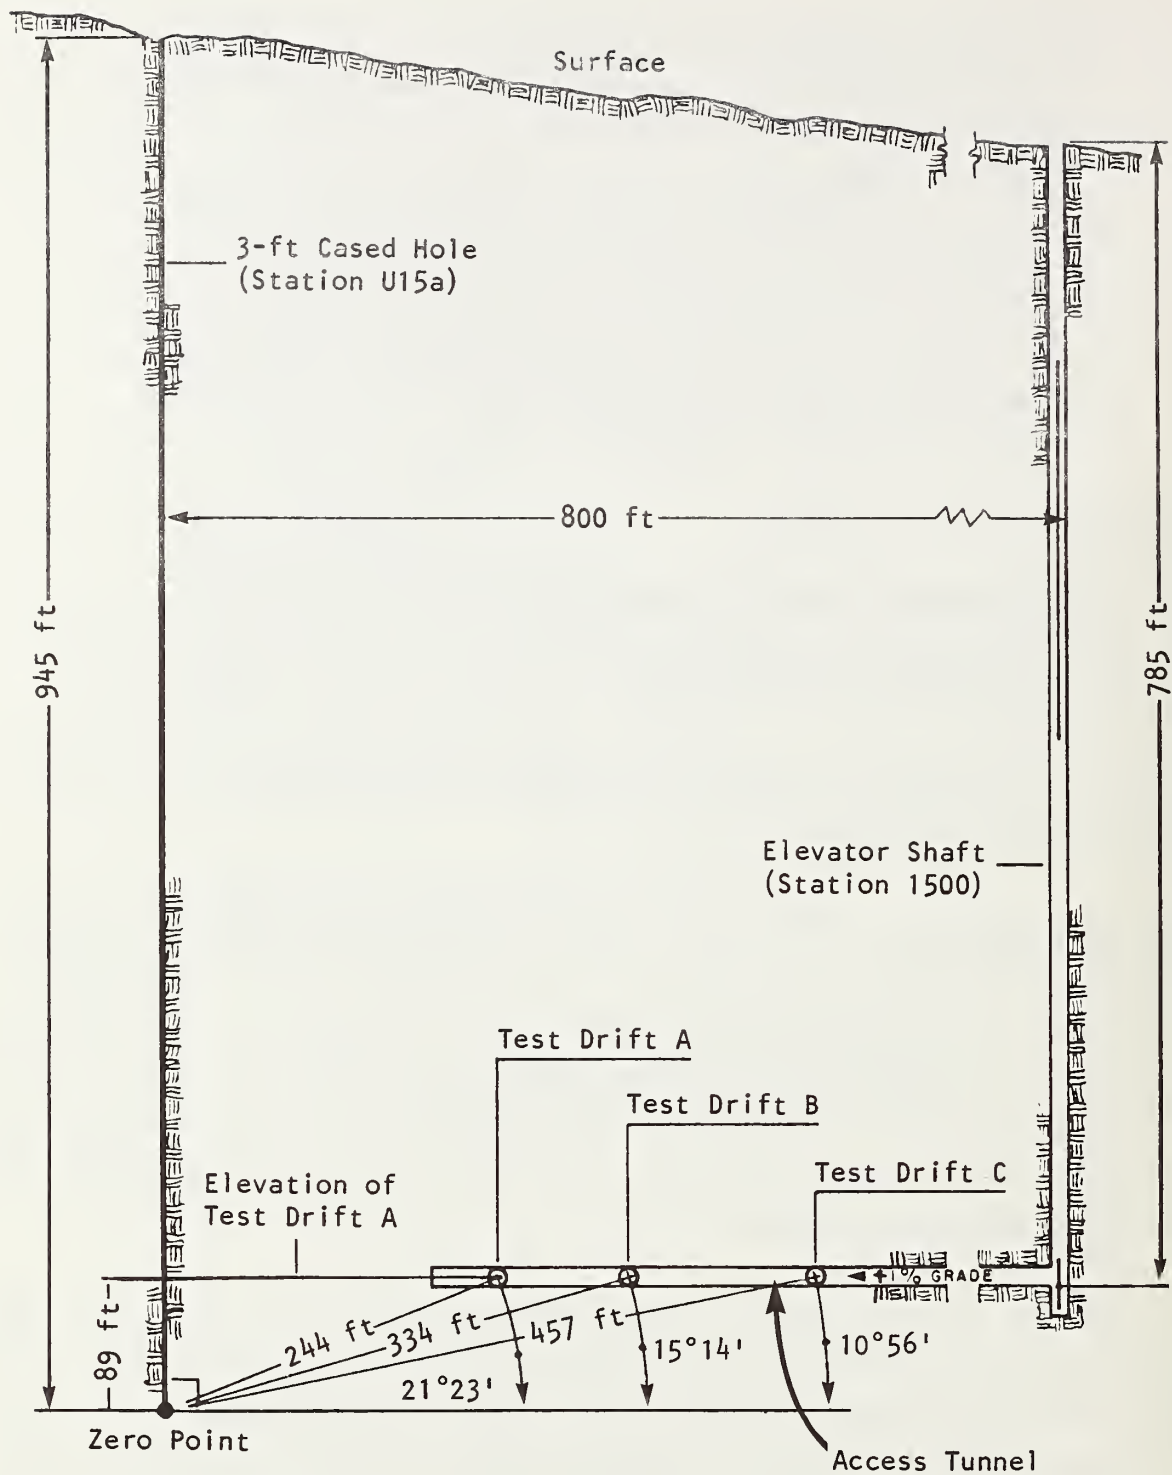 Surface
3-ft Cased Hole
(Station U15a)
800 ft
945 ft
785 ft
Elevator Shaft
(Station 1500)
Test Drift A
Test Drift B
Test Drift C
Elevation of
Test Drift A
+1% GRADE
89 ft
244 ft
334 ft
457 ft
21°23'
15°14'
10°56'
Zero Point
Access Tunnel